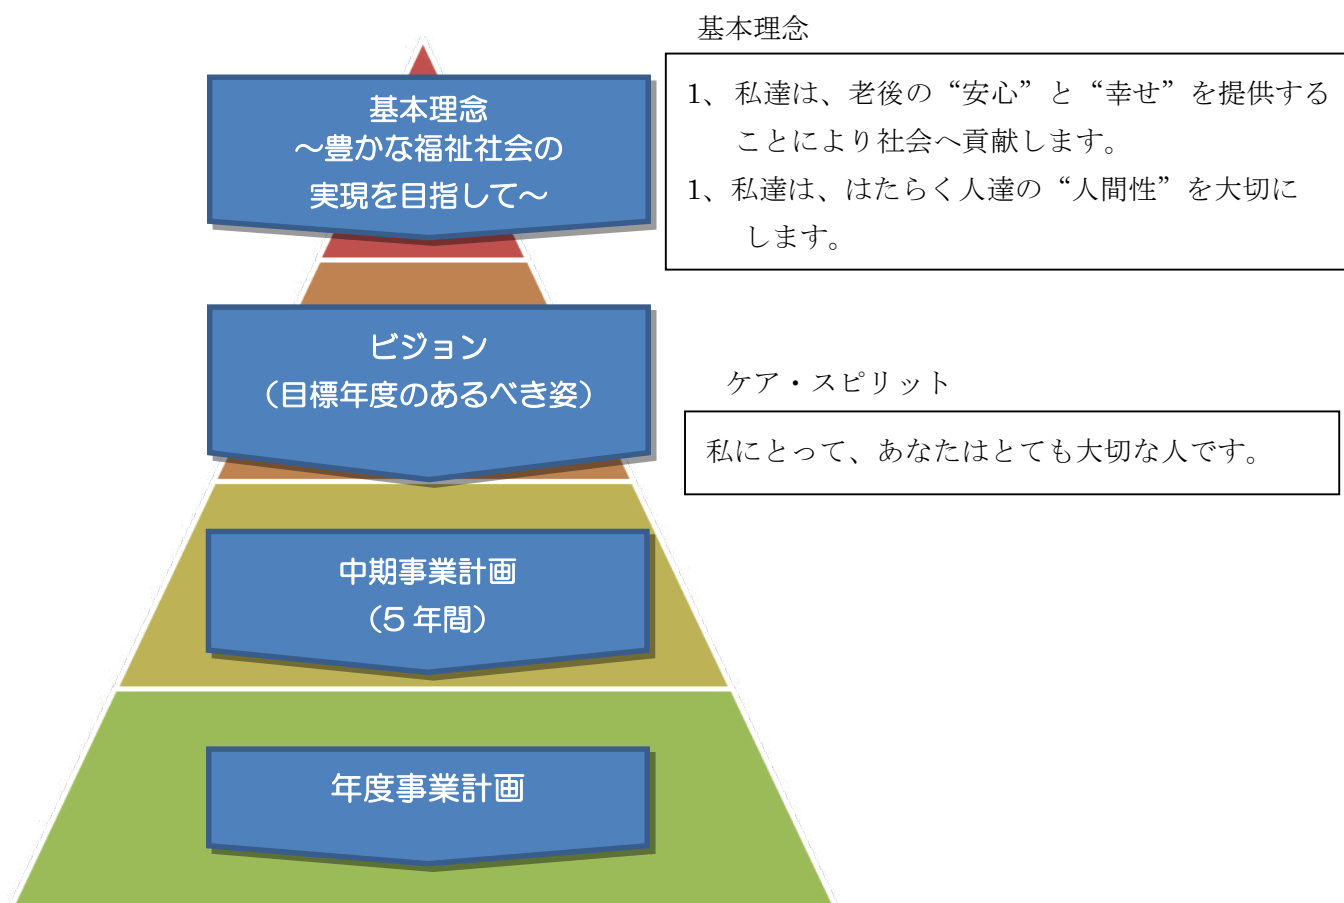 基本理念
～豊かな福祉社会の
実現を目指して～
基本理念
1、私達は、老後の“安心”と“幸せ”を提供する
ことにより社会へ貢献します。
1、私達は、はたらく人達の“人間性”を大切に
します。
ビジョン
（目標年度のあるべき姿）
ケア・スピリット
私にとって、あなたはとても大切な人です。
中期事業計画
（5 年間）
年度事業計画